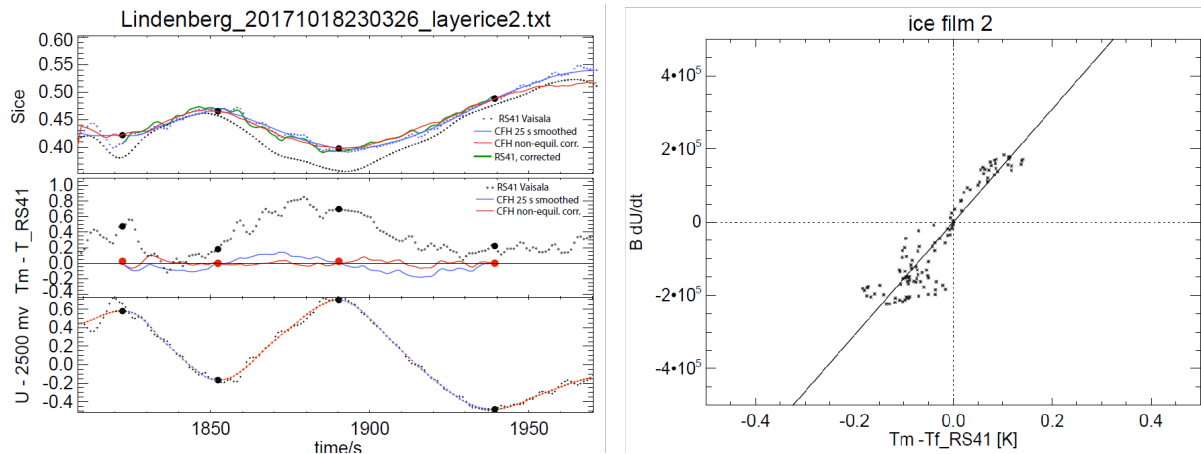 Lindenberg_20171018230326_layerice2.txt
0.60
0.55
0.50
0.45
0.40
Sice
RS41 Vaisala
CFH 25 s smoothed
CFH non-equil. corr.
RS41, corrected
1.0
0.8
0.6
0.4
0.2
0.0
-0.2
-0.4
Tm - T_RS41
RS41 Vaisala
CFH 25 s smoothed
CFH non-equil. corr.
0.6
0.4
0.2
0.0
-0.2
-0.4
U - 2500 mv
1850 1900 1950
time/s
ice film 2
4•10⁵
2•10⁵
0
-2•10⁵
-4•10⁵
B dU/dt
-0.4 -0.2 0.0 0.2 0.4
Tm -Tf_RS41 [K]